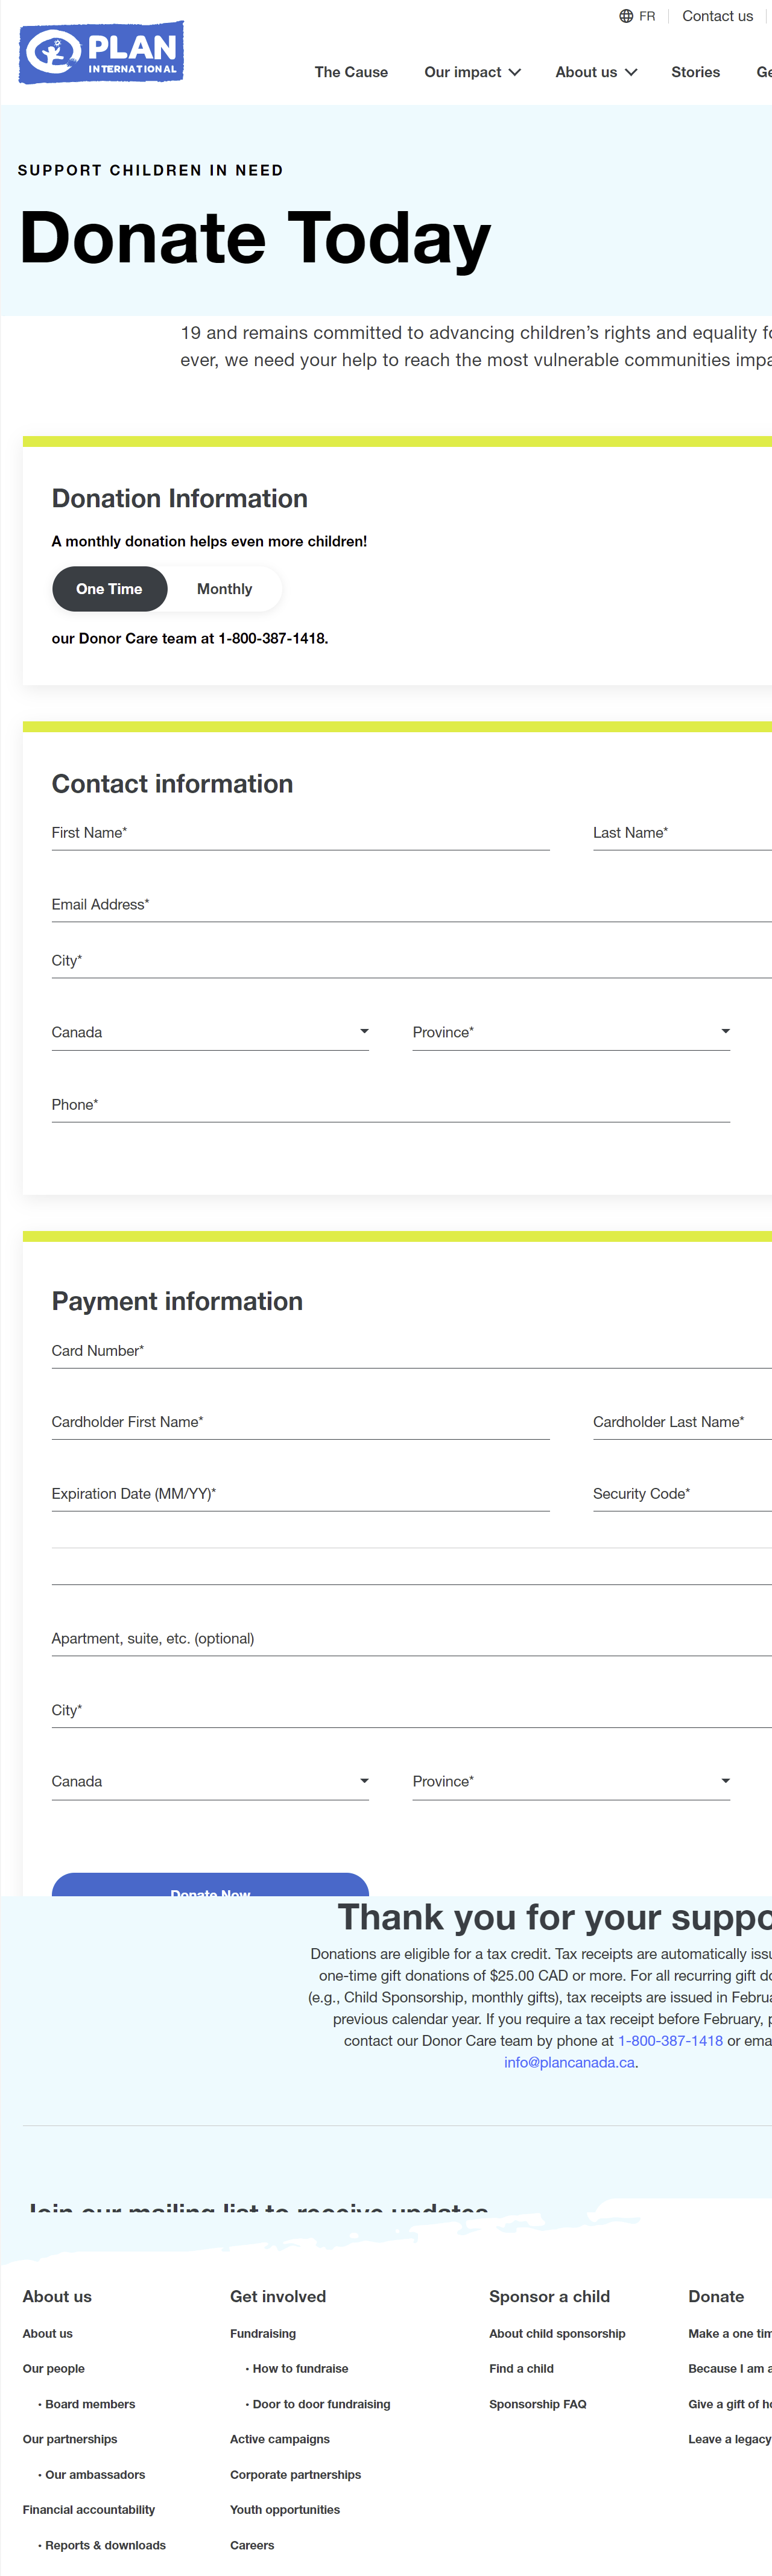 FR
Contact us
PLAN
INTERNATIONAL
The Cause
Our impact
About us
Stories
SUPPORT CHILDREN IN NEED
Donate Today
19 and remains committed to advancing children’s rights and equality
ever, we need your help to reach the most vulnerable communities
Donation Information
A monthly donation helps even more children!
One Time
Monthly
our Donor Care team at 1-800-387-1418.
Contact information
First Name*
Last Name*
Email Address*
City*
Canada
Province*
Phone*
Payment information
Card Number*
Cardholder First Name*
Cardholder Last Name*
Expiration Date (MM/YY)*
Security Code*
Apartment, suite, etc. (optional)
City*
Canada
Province*
Donate Now
Thank you for your
Donations are eligible for a tax credit. Tax receipts are automatically
one-time gift donations of $25.00 CAD or more. For all recurring gift
(e.g., Child Sponsorship, monthly gifts), tax receipts are issued in
previous calendar year. If you require a tax receipt before February,
contact our Donor Care team by phone at 1-800-387-1418 or
info@plancanada.ca.
Join our mailing list to receive updates
About us
Get involved
Sponsor a child
Donate
About us
Fundraising
About child sponsorship
Make a one
Our people
• How to fundraise
Find a child
Because I am
• Board members
• Door to door fundraising
Sponsorship FAQ
Give a gift of
Our partnerships
Active campaigns
Leave a legacy
• Our ambassadors
Corporate partnerships
Financial accountability
Youth opportunities
• Reports & downloads
Careers